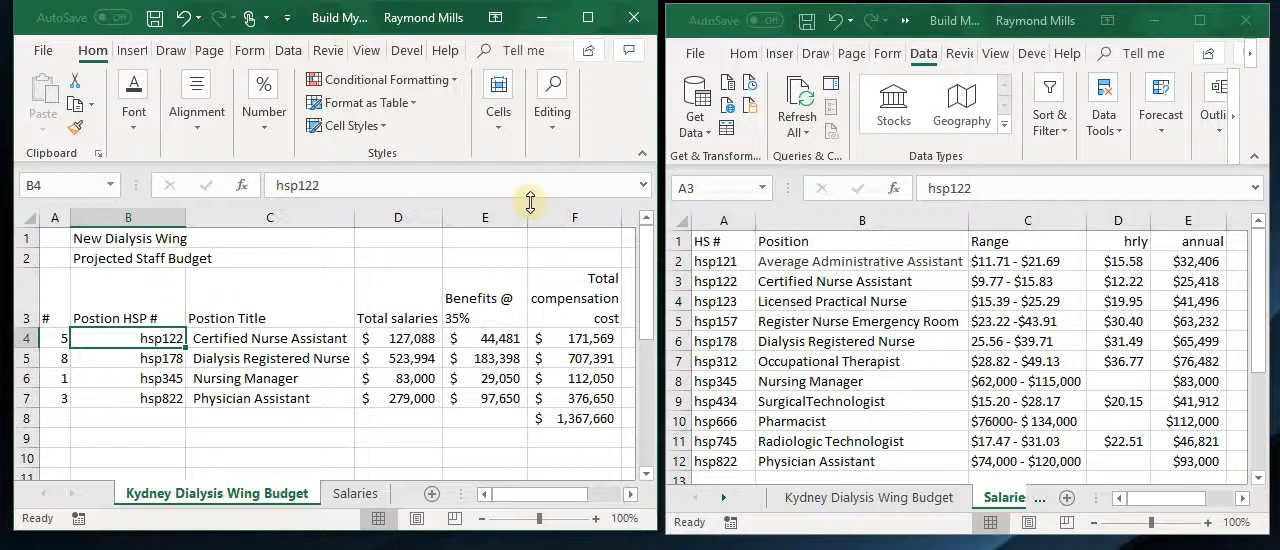 AutoSave Off Build My... Raymond Mills
File Hom Insert Draw Page Form Data Revie View Devel Help Tell me
Paste Font Alignment Number Conditional Formatting Format as Table Cell Styles Cells Editing
Clipboard Styles
B4 fx hsp122
A B C D E F
1 New Dialysis Wing
2 Projected Staff Budget
3 # Postion HSP # Postion Title Total salaries Benefits @ 35% Total compensation cost
4 5 hsp122 Certified Nurse Assistant $ 127,088 $ 44,481 $ 171,569
5 8 hsp178 Dialysis Registered Nurse $ 523,994 $ 183,398 $ 707,391
6 1 hsp345 Nursing Manager $ 83,000 $ 29,050 $ 112,050
7 3 hsp822 Physician Assistant $ 279,000 $ 97,650 $ 376,650
8 $ 1,367,660
9
10
11
Kydney Dialysis Wing Budget Salaries
Ready 100%
AutoSave Off Build M... Raymond Mills
File Hom Inser Draw Page Forr Data Revie View Deve Help Tell me
Get Data Refresh All Stocks Geography Sort & Filter Data Tools Forecast Outli
Get & Transform... Queries & C... Data Types
A3 fx hsp122
A B C D E
1 HS # Position Range hrly annual
2 hsp121 Average Administrative Assistant $11.71 - $21.69 $15.58 $32,406
3 hsp122 Certified Nurse Assistant $9.77 - $15.83 $12.22 $25,418
4 hsp123 Licensed Practical Nurse $15.39 - $25.29 $19.95 $41,496
5 hsp157 Register Nurse Emergency Room $23.22 -$43.91 $30.40 $63,232
6 hsp178 Dialysis Registered Nurse 25.56 - $39.71 $31.49 $65,499
7 hsp312 Occupational Therapist $28.82 - $49.13 $36.77 $76,482
8 hsp345 Nursing Manager $62,000 - $115,000 $83,000
9 hsp434 SurgicalTechnologist $15.20 - $28.17 $20.15 $41,912
10 hsp666 Pharmacist $76000- $ 134,000 $112,000
11 hsp745 Radiologic Technologist $17.47 - $31.03 $22.51 $46,821
12 hsp822 Physician Assistant $74,000 - $120,000 $93,000
13
Kydney Dialysis Wing Budget Salarie ...
Ready 100%